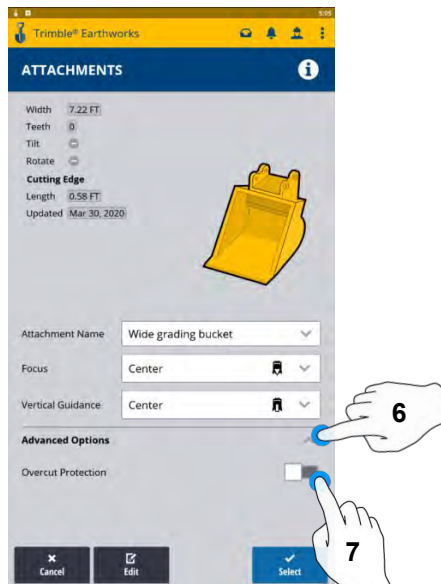 5:05
Trimble® Earthworks
ATTACHMENTS
Width 7.22 FT
Teeth 0
Tilt
Rotate
Cutting Edge
Length 0.58 FT
Updated Mar 30, 2020
Attachment Name Wide grading bucket
Focus Center
Vertical Guidance Center
6
Advanced Options
Overcut Protection
7
Cancel Edit Select